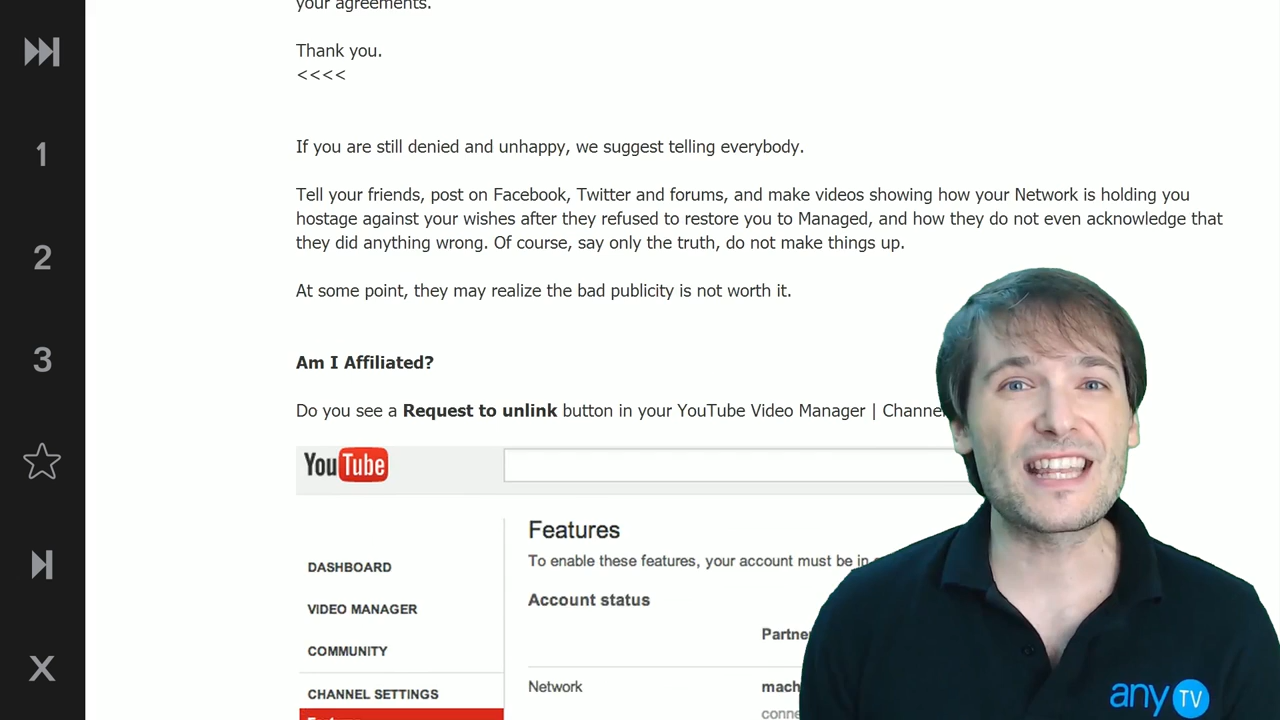 your agreements.
Thank you.
<<<<
If you are still denied and unhappy, we suggest telling everybody.
Tell your friends, post on Facebook, Twitter and forums, and make videos showing how your Network is holding you
hostage against your wishes after they refused to restore you to Managed, and how they do not even acknowledge that
they did anything wrong. Of course, say only the truth, do not make things up.
At some point, they may realize the bad publicity is not worth it.
Am I Affiliated?
Do you see a Request to unlink button in your YouTube Video Manager | Channe
YouTube
Features
To enable these features, your account must be in
Account status
Partne
Network
mach
conne
DASHBOARD
VIDEO MANAGER
COMMUNITY
CHANNEL SETTINGS
1
2
3
X
any TV